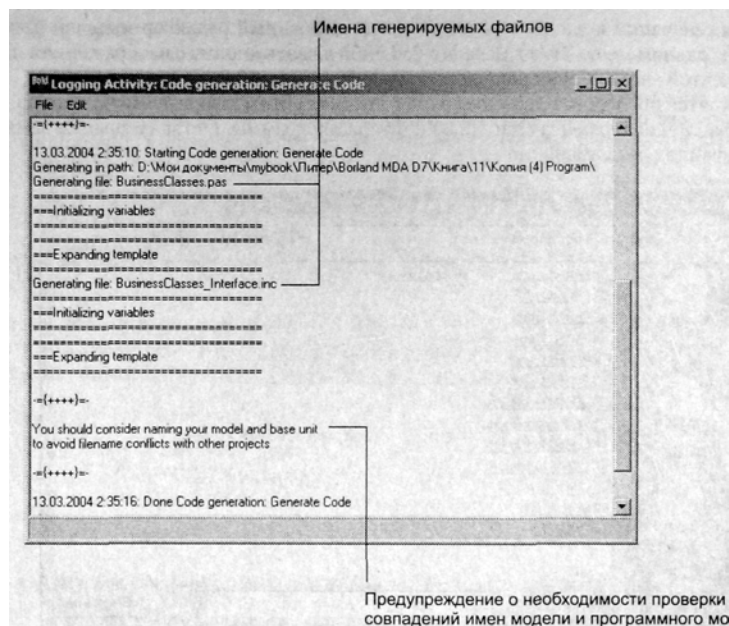 Имена генерируемых файлов
Logging Activity: Code generation: Generate Code
File Edit
-={++++}=-
13.03.2004 2:35:10: Starting Code generation: Generate Code
Generating in path: D:\Мои документы\mybook\Питер\Borland MDA D7\Книга\11\Копия (4) Program\
Generating file: BusinessClasses.pas
===Initializing variables
===Expanding template
Generating file: BusinessClasses_Interface.inc
===Initializing variables
===Expanding template
-={++++}=-
You should consider naming your model and base unit
to avoid filename conflicts with other projects
-={++++}=-
13.03.2004 2:35:16: Done Code generation: Generate Code
Предупреждение о необходимости проверки
совпадений имен модели и программного мо